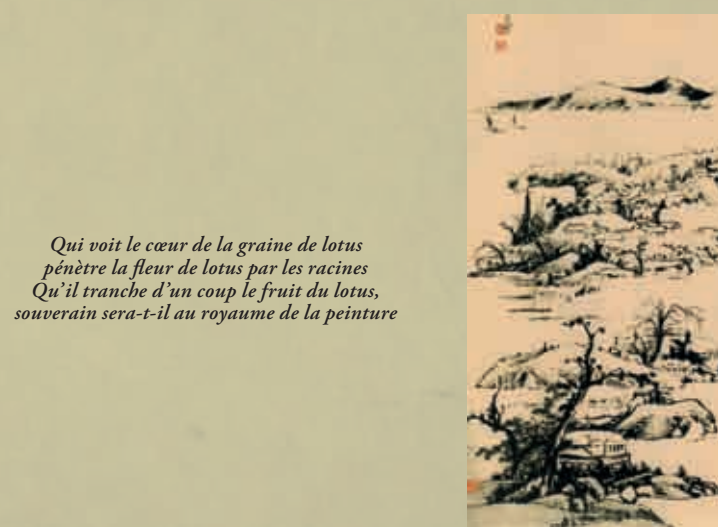 Qui voit le cœur de la graine de lotus
pénètre la fleur de lotus par les racines
Qu’il tranche d’un coup le fruit du lotus,
souverain sera-t-il au royaume de la peinture